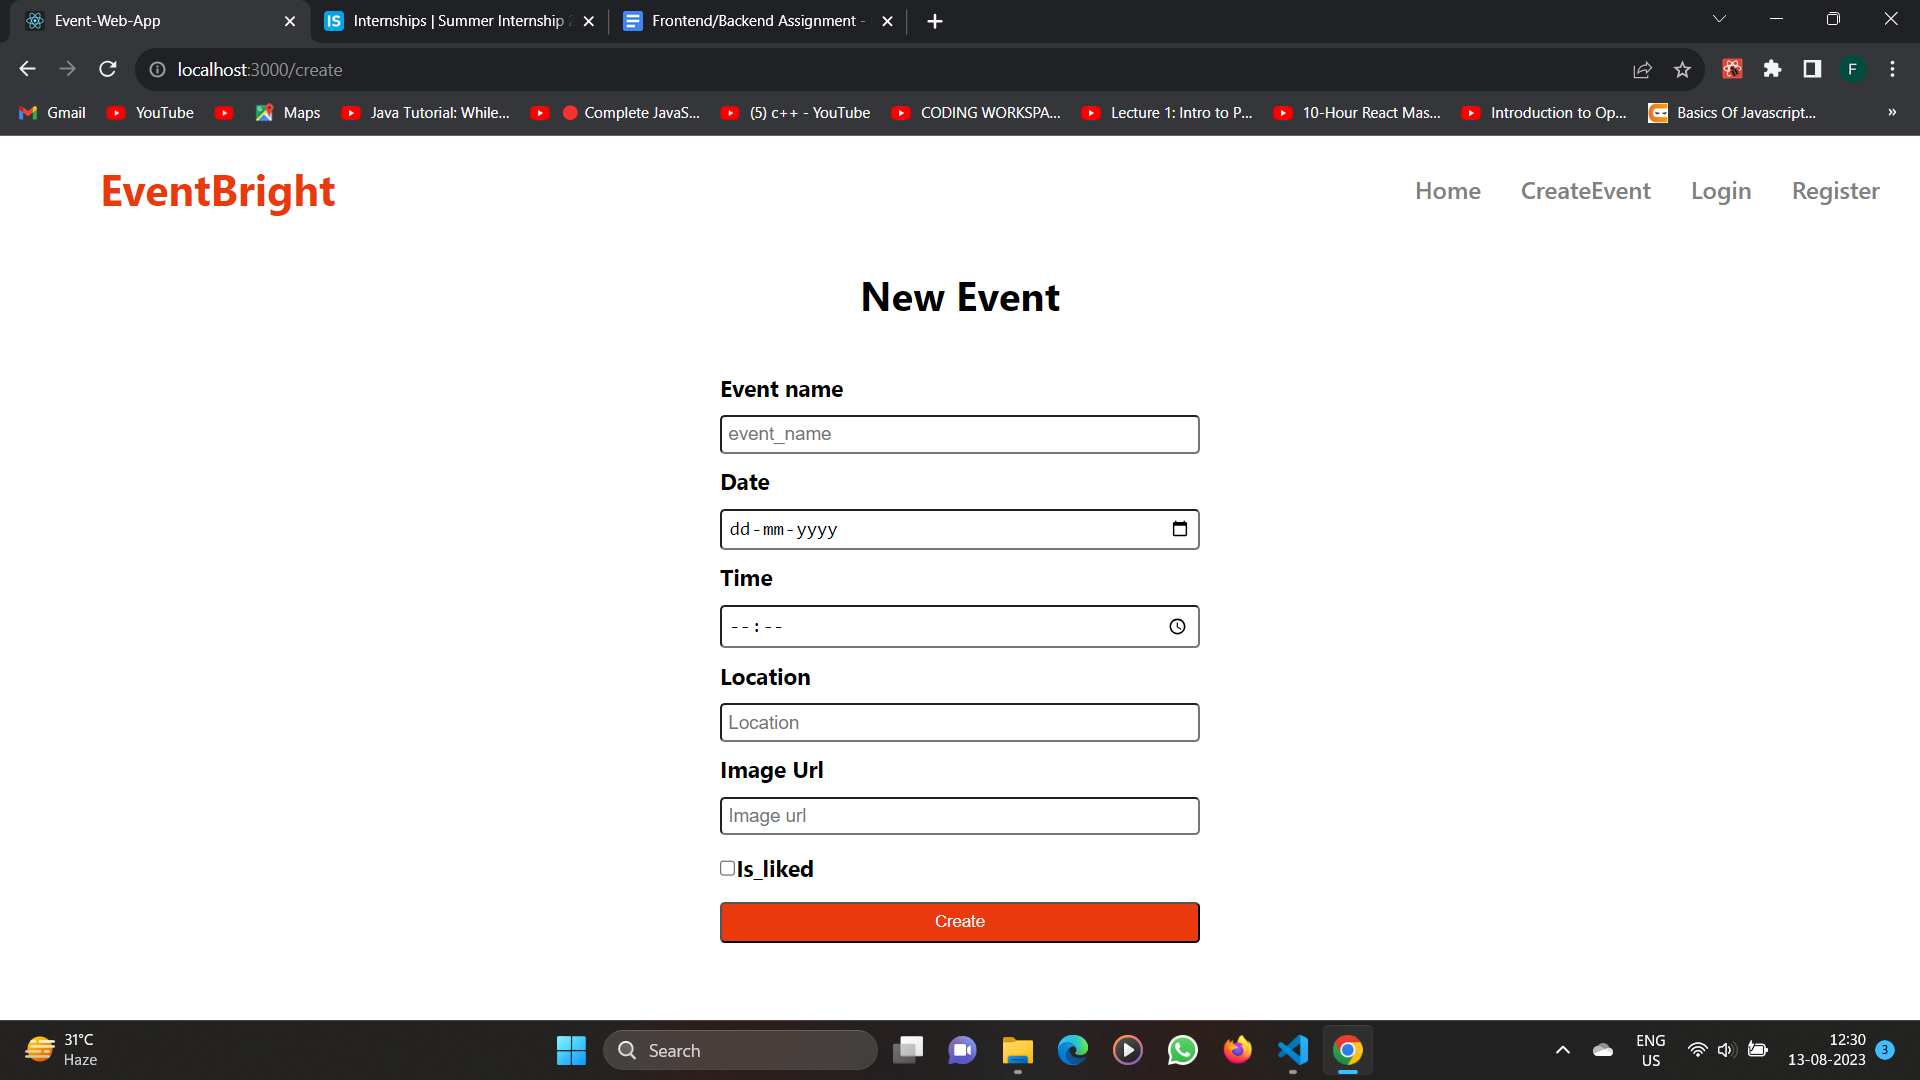 Event-Web-App
Internships | Summer Internship
Frontend/Backend Assignment -
localhost:3000/create
F
Gmail
YouTube
Maps
Java Tutorial: While...
Complete JavaS...
(5) c++ - YouTube
CODING WORKSPA...
Lecture 1: Intro to P...
10-Hour React Mas...
Introduction to Op...
Basics Of Javascript...
»
EventBright
Home
CreateEvent
Login
Register
New Event
Event name
event_name
Date
dd-mm-yyyy
Time
--:--
Location
Location
Image Url
Image url
Is_liked
Create
31°C
Haze
Search
ENG
US
12:30
13-08-2023
3